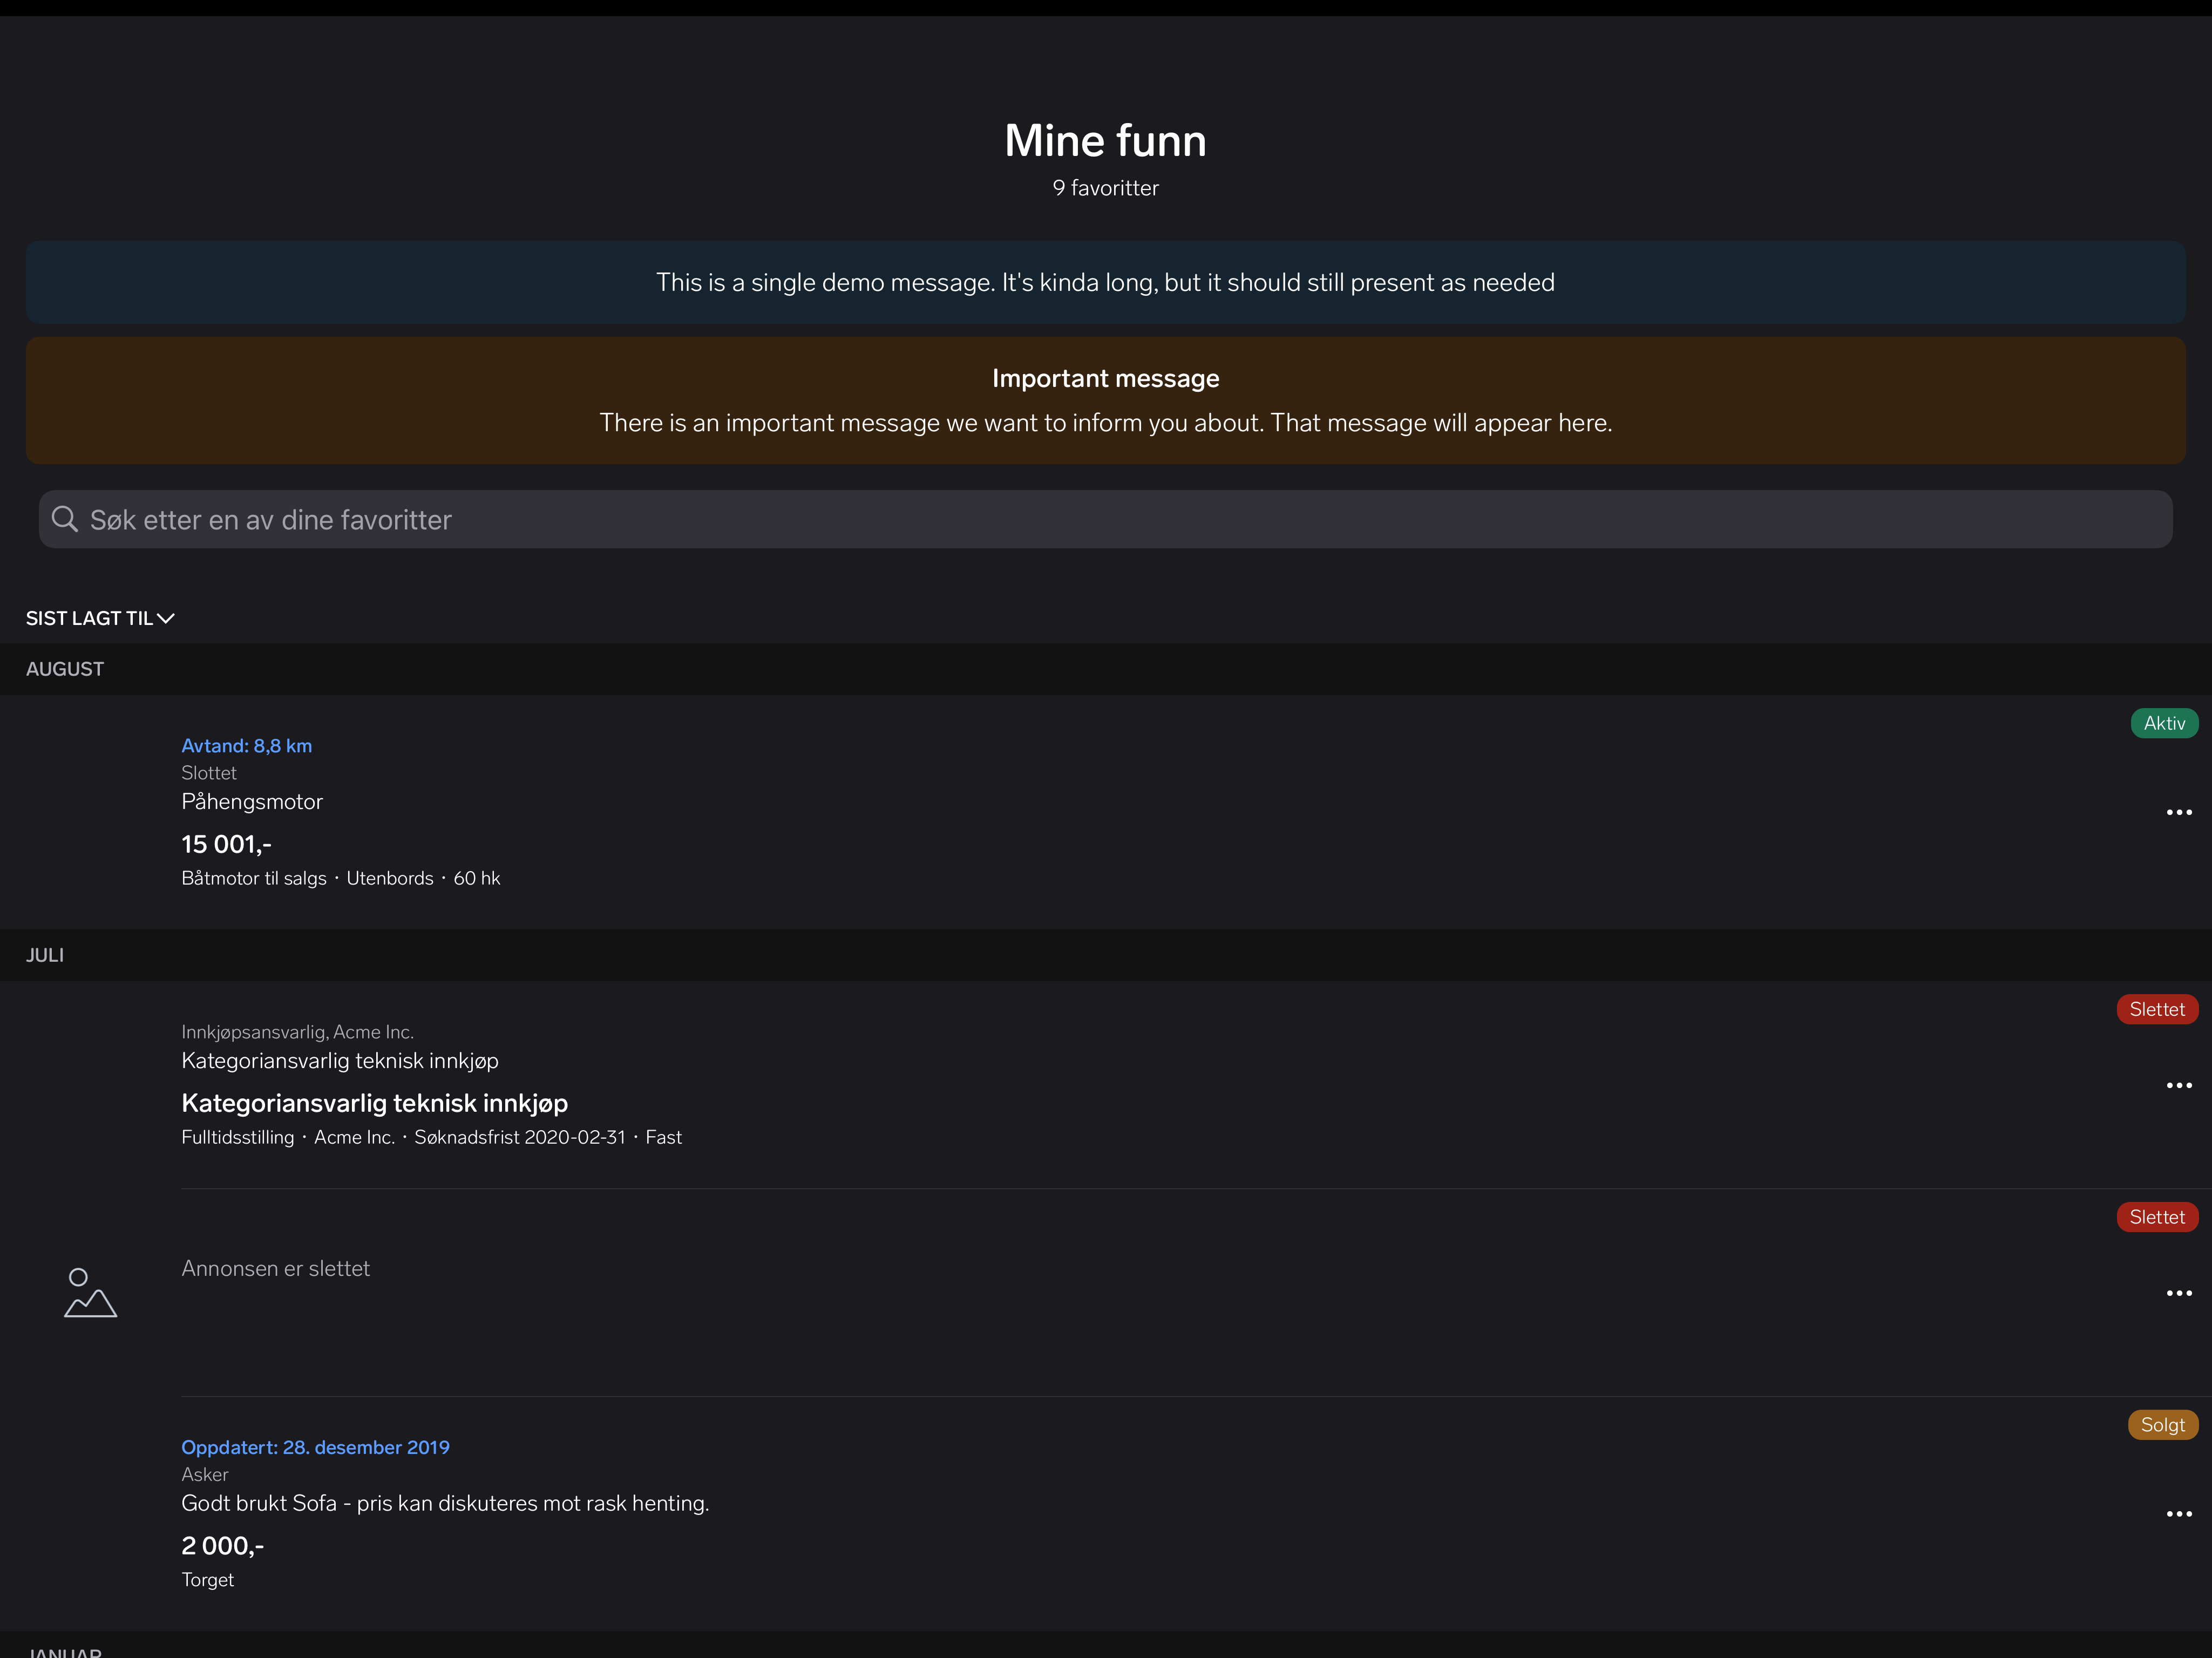 Mine funn
9 favoritter
This is a single demo message. It's kinda long, but it should still present as needed
Important message
There is an important message we want to inform you about. That message will appear here.
Søk etter en av dine favoritter
SIST LAGT TIL
AUGUST
Aktiv
Avtand: 8,8 km
Slottet
Påhengsmotor
15 001,-
Båtmotor til salgs · Utenbords · 60 hk
JULI
Slettet
Innkjøpsansvarlig, Acme Inc.
Kategoriansvarlig teknisk innkjøp
Kategoriansvarlig teknisk innkjøp
Fulltidsstilling · Acme Inc. · Søknadsfrist 2020-02-31 · Fast
Slettet
Annonsen er slettet
Solgt
Oppdatert: 28. desember 2019
Asker
Godt brukt Sofa - pris kan diskuteres mot rask henting.
2 000,-
Torget
JANUAR